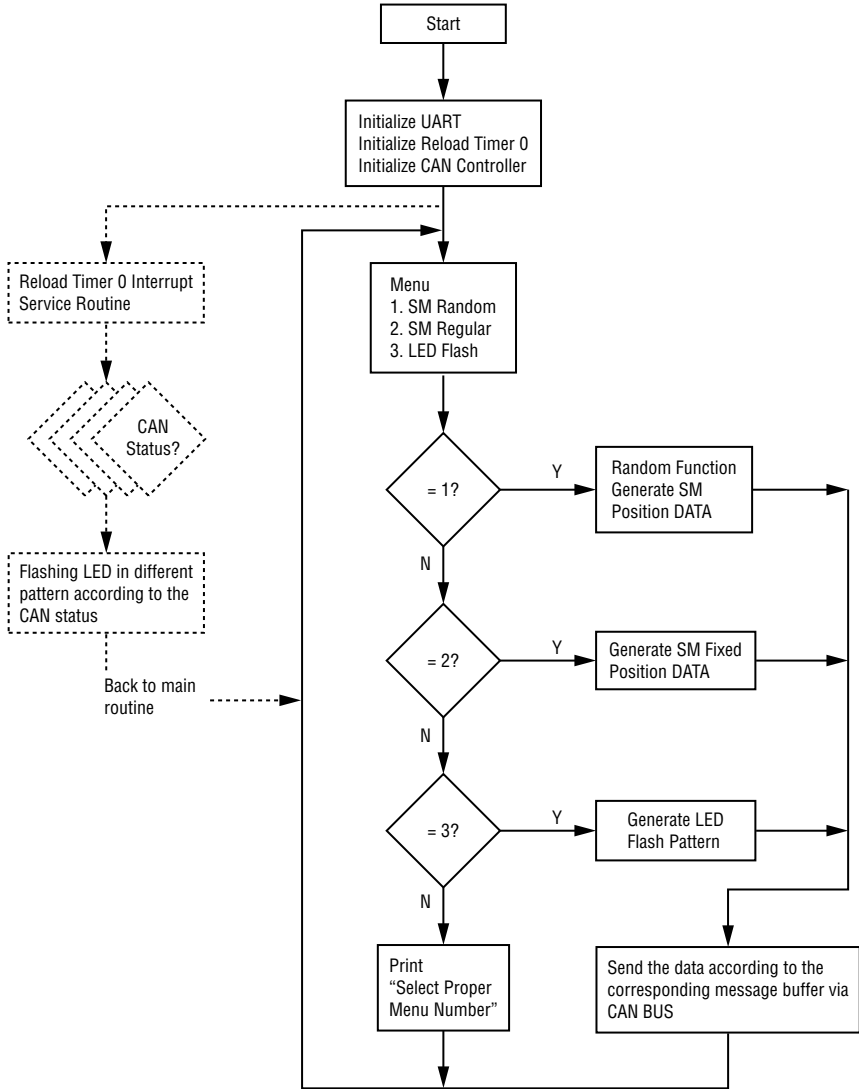 Start
Initialize UART
Initialize Reload Timer 0
Initialize CAN Controller
Reload Timer 0 Interrupt
Service Routine
CAN
Status?
Flashing LED in different
pattern according to the
CAN status
Back to main
routine
Menu
1. SM Random
2. SM Regular
3. LED Flash
= 1?
Y
Random Function
Generate SM
Position DATA
N
= 2?
Y
Generate SM Fixed
Position DATA
N
= 3?
Y
Generate LED
Flash Pattern
N
Print
“Select Proper
Menu Number”
Send the data according to the
corresponding message buffer via
CAN BUS